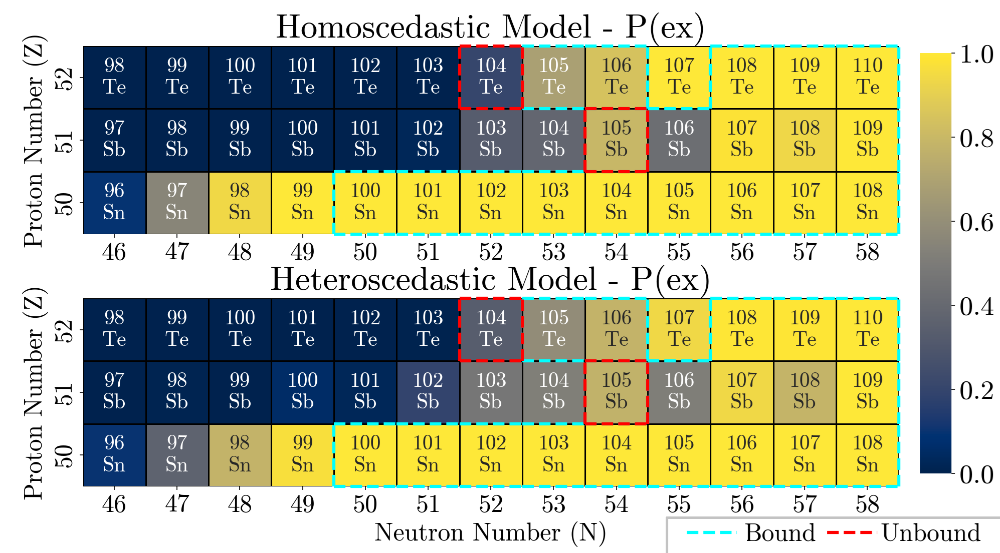 Homoscedastic Model - P(ex)
Proton Number (Z)
52
51
50
98 99 100 101 102 103 104 105 106 107 108 109 110
Te Te Te Te Te Te Te Te Te Te Te Te Te
97 98 99 100 101 102 103 104 105 106 107 108 109
Sb Sb Sb Sb Sb Sb Sb Sb Sb Sb Sb Sb Sb
96 97 98 99 100 101 102 103 104 105 106 107 108
Sn Sn Sn Sn Sn Sn Sn Sn Sn Sn Sn Sn Sn
46 47 48 49 50 51 52 53 54 55 56 57 58
Heteroscedastic Model - P(ex)
Proton Number (Z)
52
51
50
98 99 100 101 102 103 104 105 106 107 108 109 110
Te Te Te Te Te Te Te Te Te Te Te Te Te
97 98 99 100 101 102 103 104 105 106 107 108 109
Sb Sb Sb Sb Sb Sb Sb Sb Sb Sb Sb Sb Sb
96 97 98 99 100 101 102 103 104 105 106 107 108
Sn Sn Sn Sn Sn Sn Sn Sn Sn Sn Sn Sn Sn
46 47 48 49 50 51 52 53 54 55 56 57 58
Neutron Number (N)
1.0
0.8
0.6
0.4
0.2
0.0
Bound Unbound